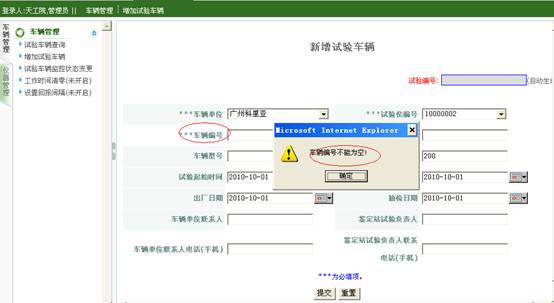 登录人:天工院,管理员 || 车辆管理 | 增加试验车辆
车辆管理
仪器管理
车辆管理
试验车辆查询
增加试验车辆
试验车辆监控状态变更
工作时间清零(未开启)
设置回报间隔(未开启)
新增试验车辆
试验编号: (自动生
***车辆单位 广州科星亚 ***试验仪编号 10000002
***车辆编号
车辆型号 200
试验起始时间 2010-10-01 2010-10-01
出厂日期 2010-10-01 抽检日期 2010-10-01
车辆单位联系人 鉴定站试验负责人
车辆单位联系人电话(手机) 鉴定站试验负责人联系电话(手机)
***为必填项。
提交 重置
Microsoft Internet Explorer
车辆编号不能为空!
确定